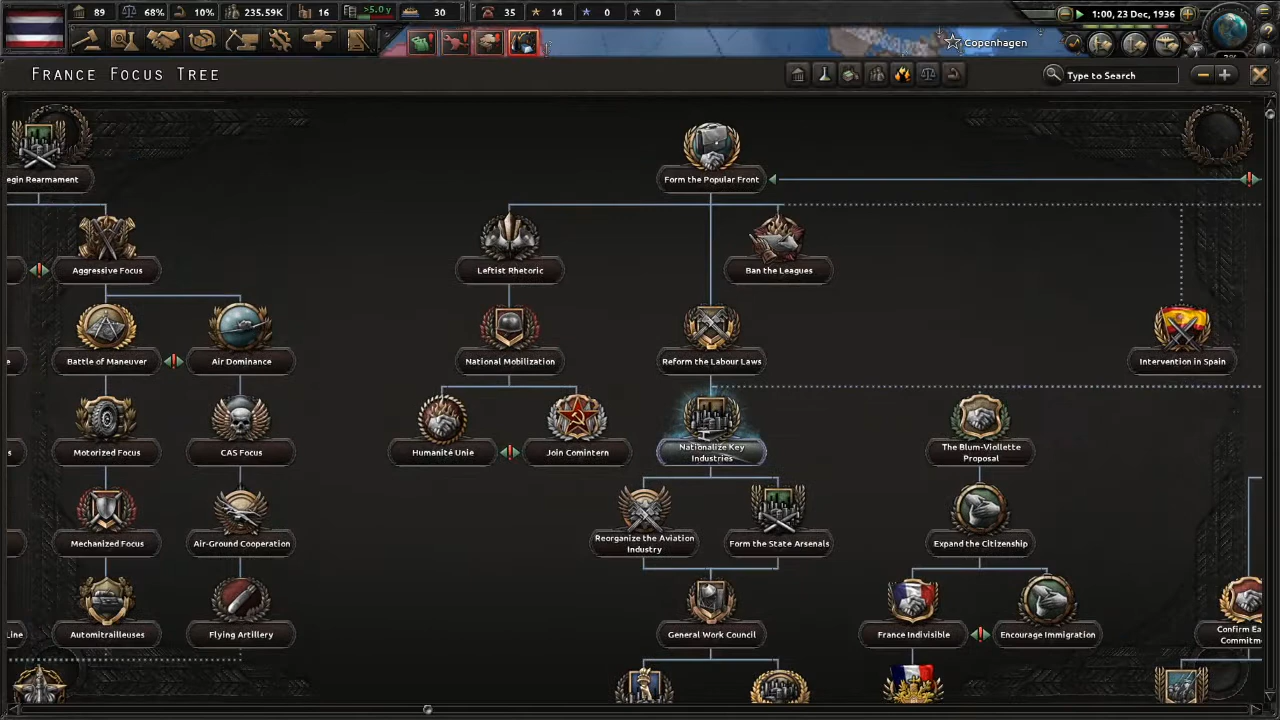 89
68%
10%
235.59K
16
>5.0 y
30
35
14
0
0
1:00, 23 Dec, 1936
Copenhagen
France Focus Tree
Type to Search
egin Rearmament
Form the Popular Front
Aggressive Focus
Leftist Rhetoric
Ban the Leagues
Battle of Maneuver
Air Dominance
National Mobilization
Reform the Labour Laws
Intervention in Spain
Motorized Focus
CAS Focus
Humanité Unie
Join Comintern
Nationalize Key
Industries
The Blum-Viollette
Proposal
Mechanized Focus
Air-Ground Cooperation
Reorganize the Aviation
Industry
Form the State Arsenals
Expand the Citizenship
Line
Automitrailleuses
Flying Artillery
General Work Council
France Indivisible
Encourage Immigration
Confirm Ea
Commitm